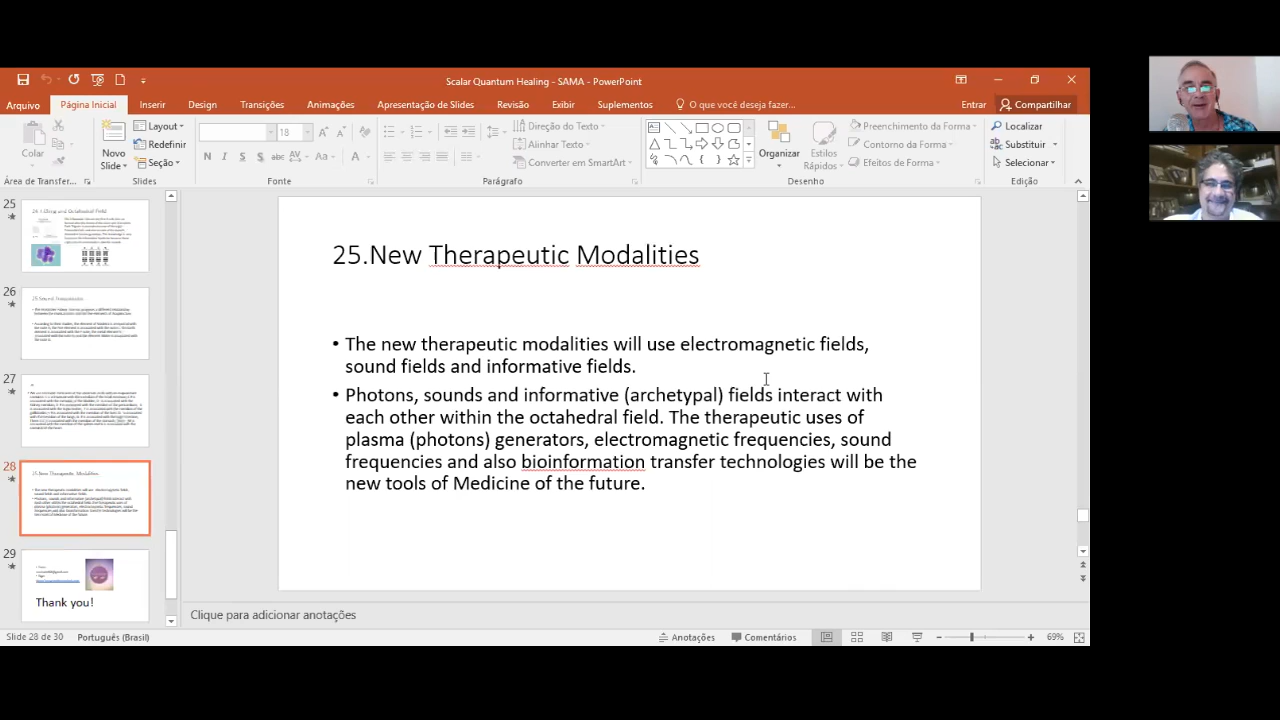 Scalar Quantum Healing - SAMA - PowerPoint
Arquivo Página Inicial Inserir Design Transições Animações Apresentação de Slides Revisão Exibir Suplementos O que você deseja fazer... Entrar Compartilhar
Colar
Novo Slide
Layout
Redefinir
Seção
18
N I S S abc AV Aa A
Direção do Texto
Alinhar Texto
Converter em SmartArt
Organizar
Estilos Rápidos
Preenchimento da Forma
Contorno da Forma
Efeitos de Forma
Localizar
Substituir
Selecionar
Área de Transfer... Slides Fonte Parágrafo Desenho Edição
25
26
27
28
29
Thank you!
25.New Therapeutic Modalities
• The new therapeutic modalities will use electromagnetic fields,
sound fields and informative fields.
• Photons, sounds and informative (archetypal) fields interact with
each other within the octahedral field. The therapeutic uses of
plasma (photons) generators, electromagnetic frequencies, sound
frequencies and also bioinformation transfer technologies will be the
new tools of Medicine of the future.
Clique para adicionar anotações
Slide 28 de 30 Português (Brasil) Anotações Comentários 69%